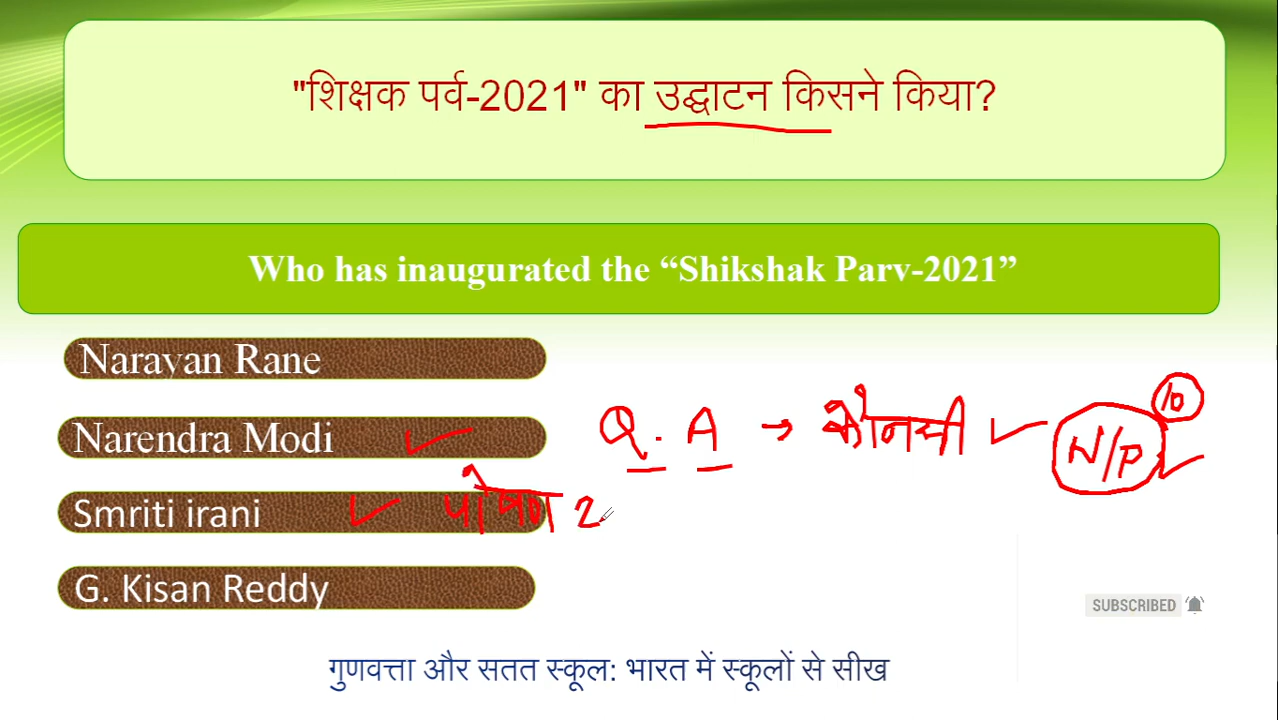 "शिक्षक पर्व-2021" का उद्घाटन किसने किया?
Who has inaugurated the “Shikshak Parv-2021”
Narayan Rane
Narendra Modi
Q. A → कौनसी N/P 10
Smriti irani पोषण 2
G. Kisan Reddy
SUBSCRIBED
गुणवत्ता और सतत स्कूल: भारत में स्कूलों से सीख